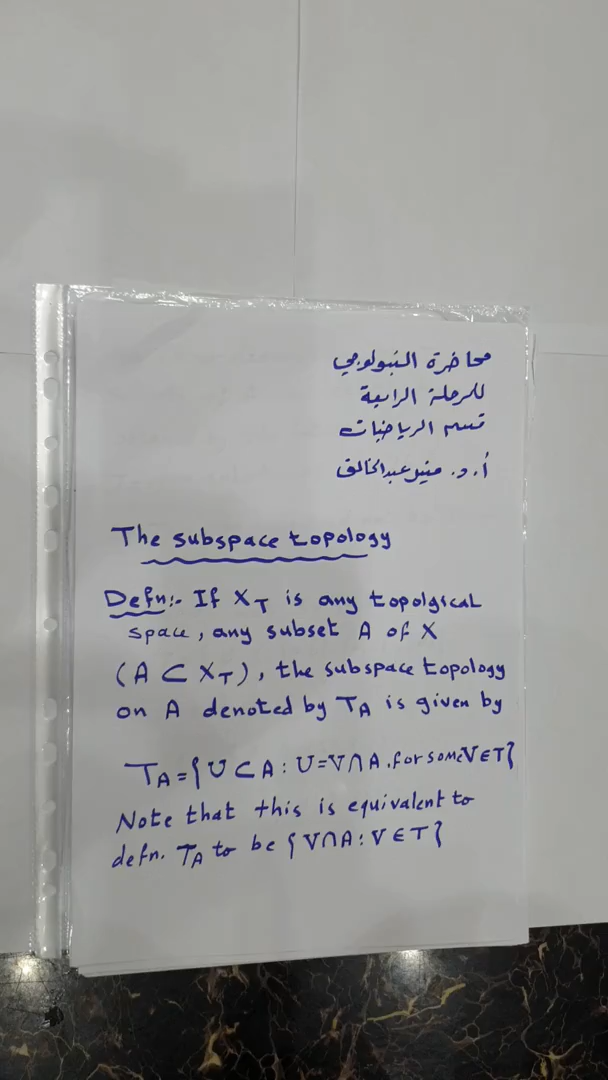 محاضرة التبولوجي
للمرحلة الرابعة
قسم الرياضيات
أ.د. منير عبدالخالق
The subspace topology
Defn:- If X_T is any topolgical
space, any subset A of X
(A ⊂ X_T), the subspace topology
on A denoted by T_A is given by
T_A = { U ⊂ A : U = V ∩ A, for some V ∈ T }
Note that this is equivalent to
defn. T_A to be { V ∩ A : V ∈ T }